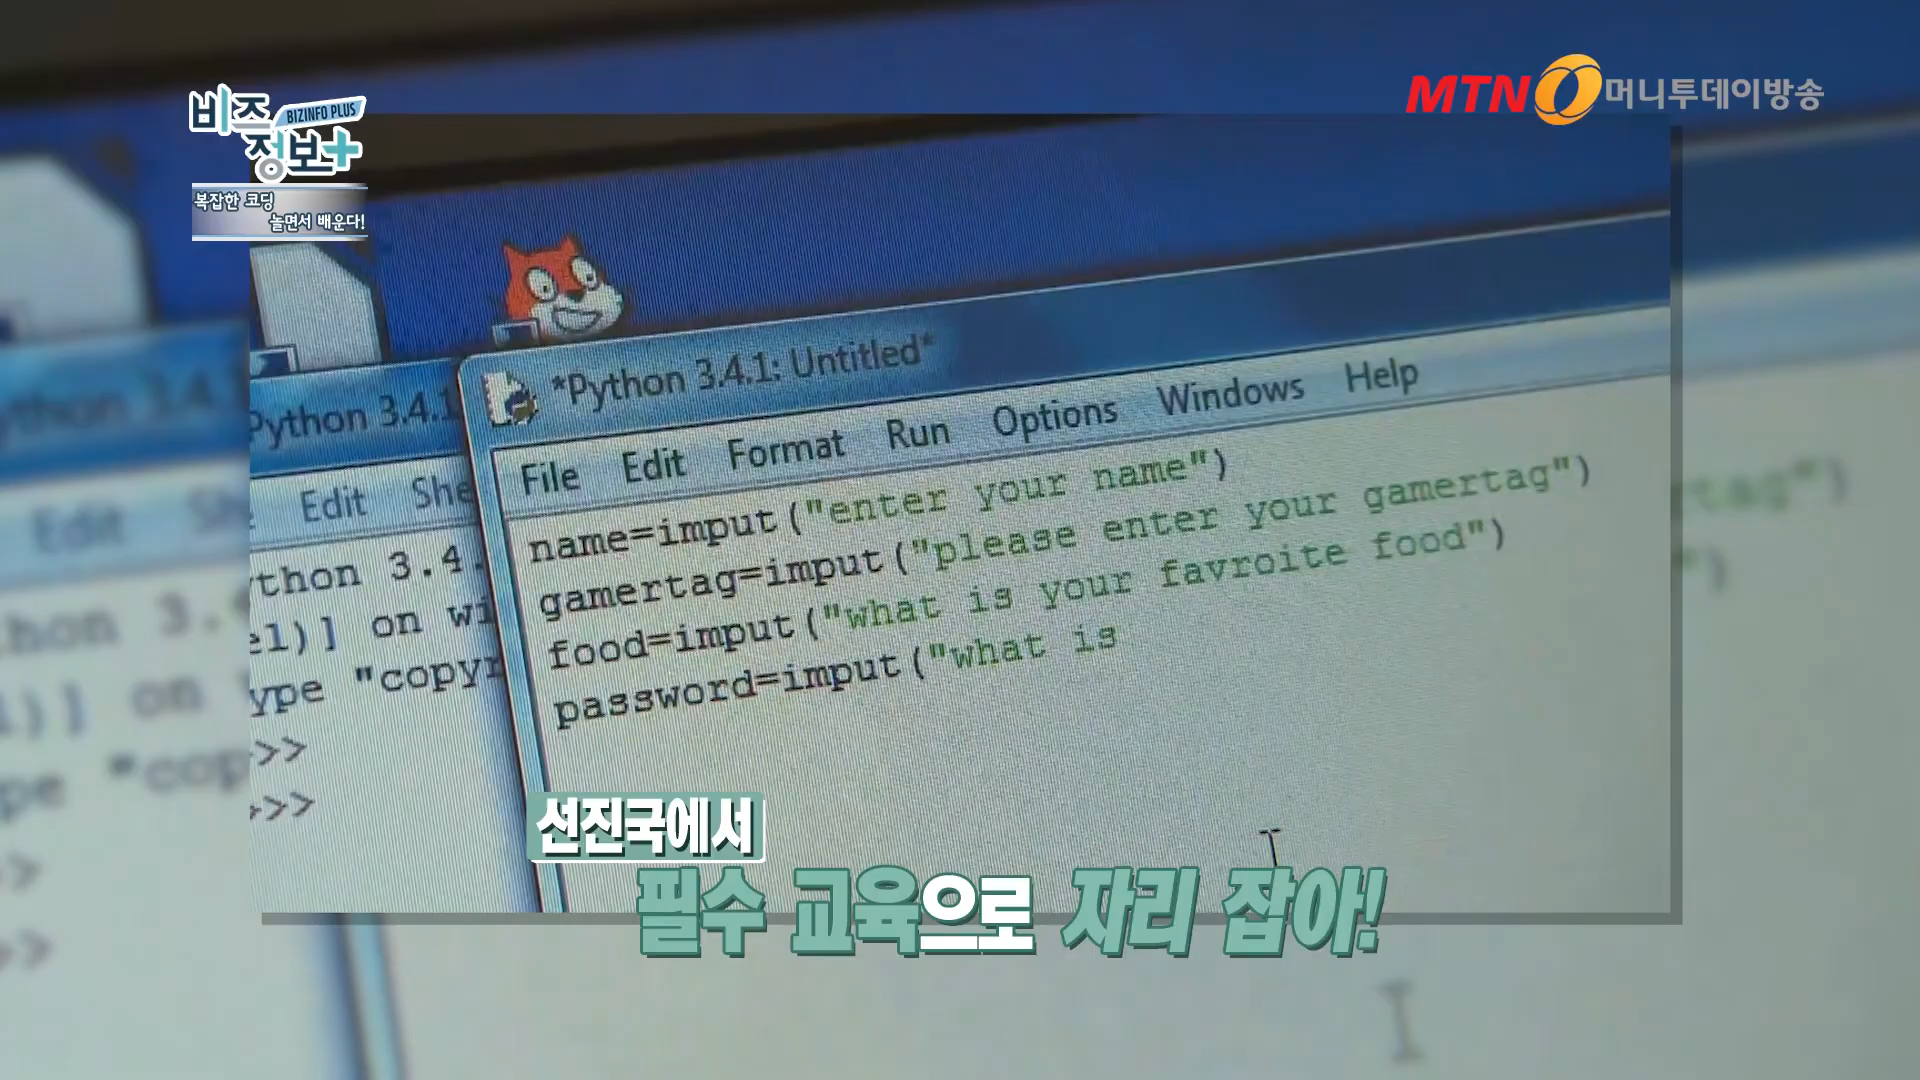 비즈
BIZINFO PLUS
정보+
복잡한 코딩
놀면서 배운다!
MTN 머니투데이방송
*Python 3.4.1: Untitled*
File Edit Format Run Options Windows Help
name=imput("enter your name")
gamertag=imput("please enter your gamertag")
food=imput("what is your favroite food")
password=imput("what is
Python 3.4.1
Edit She
thon 3.4.
el)] on wi
ype "copyr
>>
>>>
선진국에서
필수 교육으로 자리 잡아!